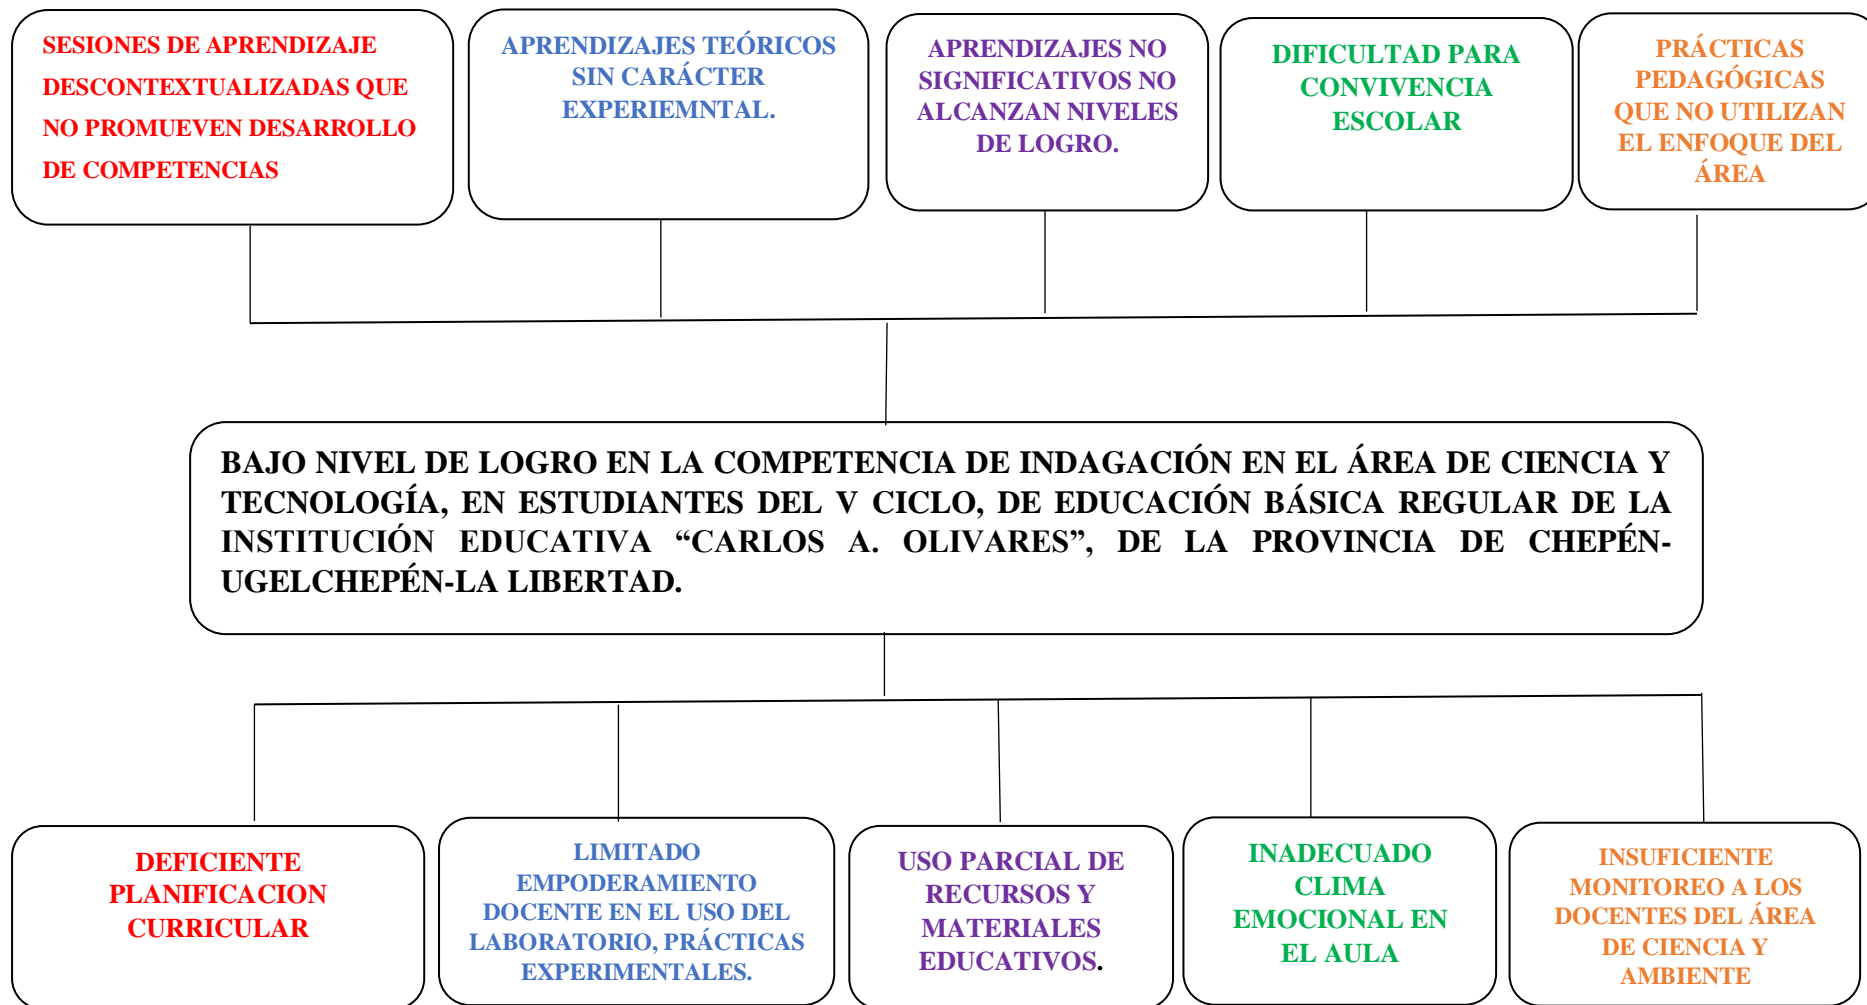 SESIONES DE APRENDIZAJE
DESCONTEXTUALIZADAS QUE
NO PROMUEVEN DESARROLLO
DE COMPETENCIAS
APRENDIZAJES TEÓRICOS
SIN CARÁCTER
EXPERIEMNTAL.
APRENDIZAJES NO
SIGNIFICATIVOS NO
ALCANZAN NIVELES
DE LOGRO.
DIFICULTAD PARA
CONVIVENCIA
ESCOLAR
PRÁCTICAS
PEDAGÓGICAS
QUE NO UTILIZAN
EL ENFOQUE DEL
ÁREA
BAJO NIVEL DE LOGRO EN LA COMPETENCIA DE INDAGACIÓN EN EL ÁREA DE CIENCIA Y
TECNOLOGÍA, EN ESTUDIANTES DEL V CICLO, DE EDUCACIÓN BÁSICA REGULAR DE LA
INSTITUCIÓN EDUCATIVA “CARLOS A. OLIVARES”, DE LA PROVINCIA DE CHEPÉN-
UGELCHEPÉN-LA LIBERTAD.
DEFICIENTE
PLANIFICACION
CURRICULAR
LIMITADO
EMPODERAMIENTO
DOCENTE EN EL USO DEL
LABORATORIO, PRÁCTICAS
EXPERIMENTALES.
USO PARCIAL DE
RECURSOS Y
MATERIALES
EDUCATIVOS.
INADECUADO
CLIMA
EMOCIONAL EN
EL AULA
INSUFICIENTE
MONITOREO A LOS
DOCENTES DEL ÁREA
DE CIENCIA Y
AMBIENTE